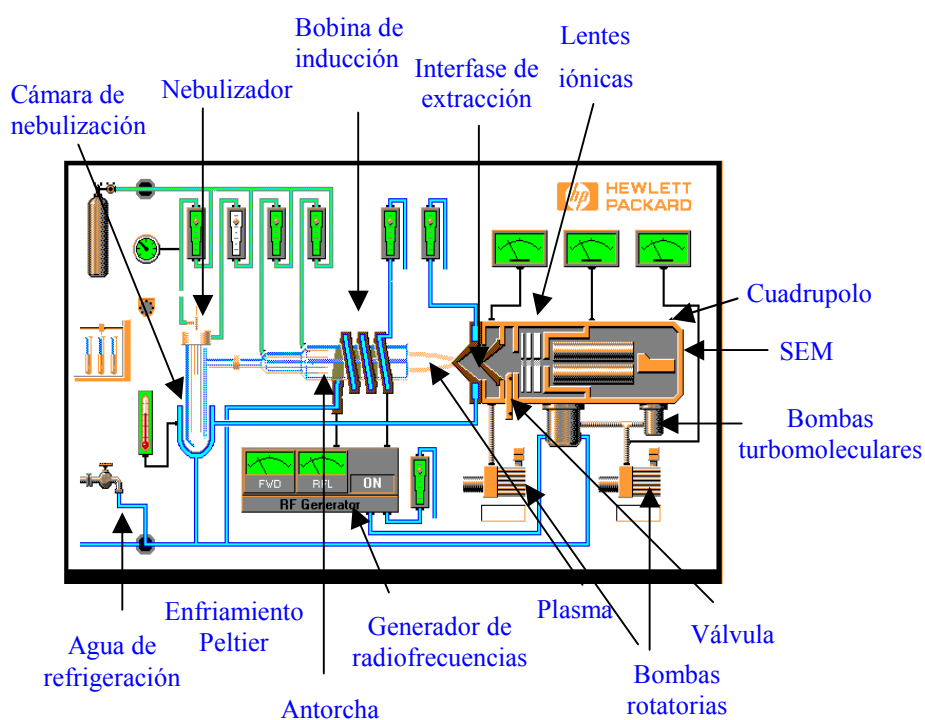 Bobina de
inducción
Lentes
iónicas
Interfase de
extracción
Nebulizador
Cámara de
nebulización
hp
HEWLETT
PACKARD
Cuadrupolo
SEM
Bombas
turbomoleculares
FWD
RFL
ON
RF Generator
Enfriamiento
Peltier
Plasma
Generador de
radiofrecuencias
Válvula
Agua de
refrigeración
Bombas
rotatorias
Antorcha